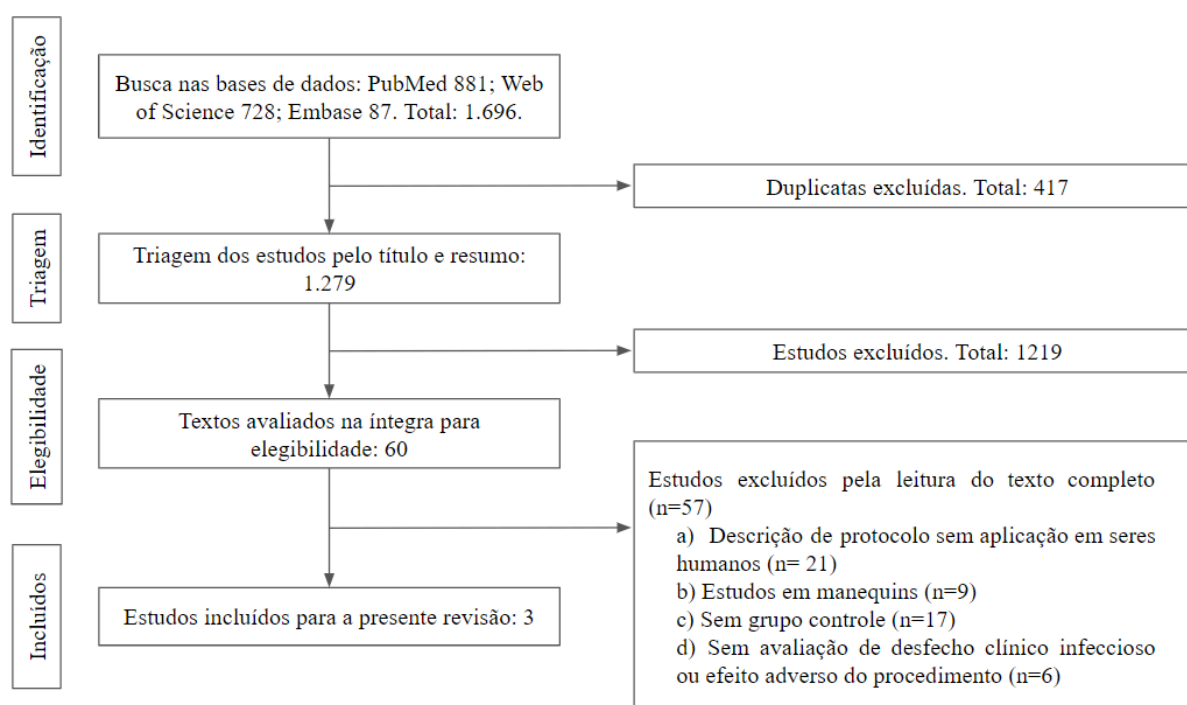 Identificação
Busca nas bases de dados: PubMed 881; Web
of Science 728; Embase 87. Total: 1.696.
Duplicatas excluídas. Total: 417
Triagem
Triagem dos estudos pelo título e resumo:
1.279
Estudos excluídos. Total: 1219
Elegibilidade
Textos avaliados na íntegra para
elegibilidade: 60
Estudos excluídos pela leitura do texto completo
(n=57)
a) Descrição de protocolo sem aplicação em seres
humanos (n= 21)
b) Estudos em manequins (n=9)
c) Sem grupo controle (n=17)
d) Sem avaliação de desfecho clínico infeccioso
ou efeito adverso do procedimento (n=6)
Incluídos
Estudos incluídos para a presente revisão: 3